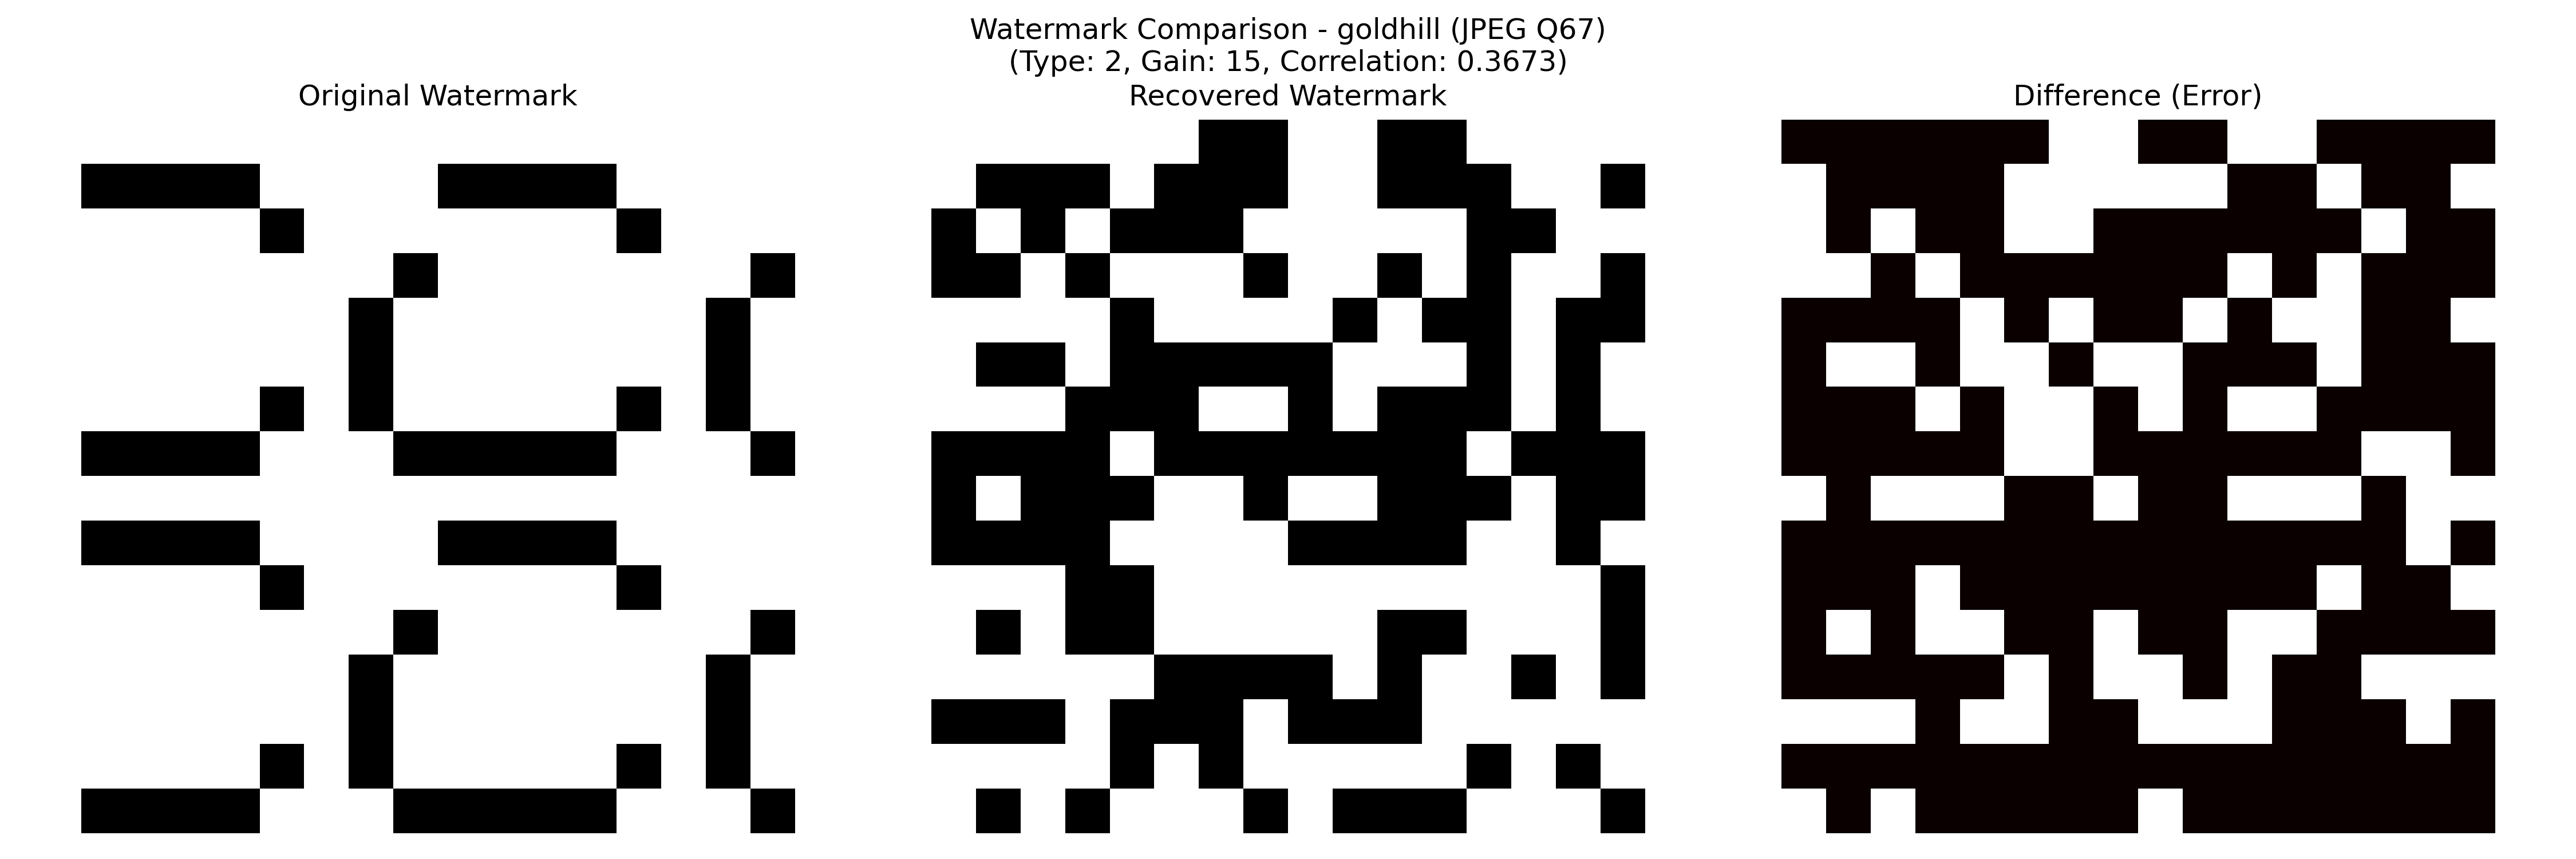 Watermark Comparison - goldhill (JPEG Q67)
(Type: 2, Gain: 15, Correlation: 0.3673)
Original Watermark
Recovered Watermark
Difference (Error)